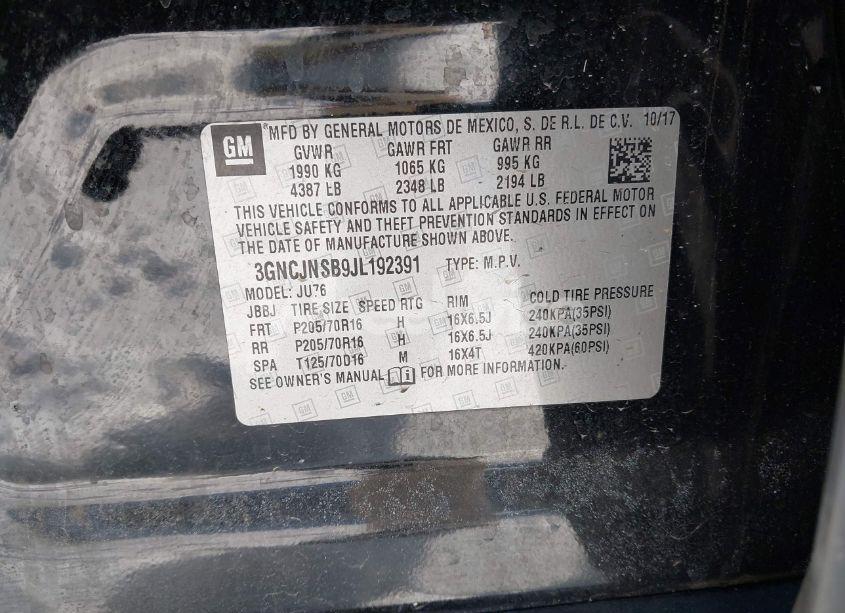 GM
MFD BY GENERAL MOTORS DE MEXICO, S. DE R.L. DE C.V. 10/17
GVWR GAWR FRT GAWR RR
1990 KG 1065 KG 995 KG
4387 LB 2348 LB 2194 LB
THIS VEHICLE CONFORMS TO ALL APPLICABLE U.S. FEDERAL MOTOR
VEHICLE SAFETY AND THEFT PREVENTION STANDARDS IN EFFECT ON
THE DATE OF MANUFACTURE SHOWN ABOVE.
3GNCJNSB9JL192391 TYPE: M.P.V.
MODEL: JU76
JBBJ TIRE SIZE SPEED RTG RIM COLD TIRE PRESSURE
FRT P205/70R16 H 16X6.5J 240KPA(35PSI)
RR P205/70R16 H 16X6.5J 240KPA(35PSI)
SPA T125/70D16 M 16X4T 420KPA(60PSI)
SEE OWNER'S MANUAL FOR MORE INFORMATION.